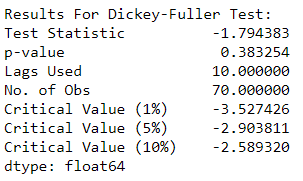 Results For Dickey-Fuller Test:
Test Statistic -1.794383
p-value 0.383254
Lags Used 10.000000
No. of Obs 70.000000
Critical Value (1%) -3.527426
Critical Value (5%) -2.903811
Critical Value (10%) -2.589320
dtype: float64